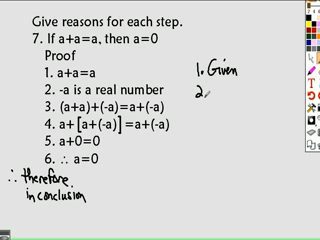 Give reasons for each step.
7. If a+a=a, then a=0
Proof
1. a+a=a
1. Given
2. -a is a real number
2.
3. (a+a)+(-a)=a+(-a)
4. a+[a+(-a)]=a+(-a)
5. a+0=0
6. ∴ a=0
∴ therefore
in conclusion